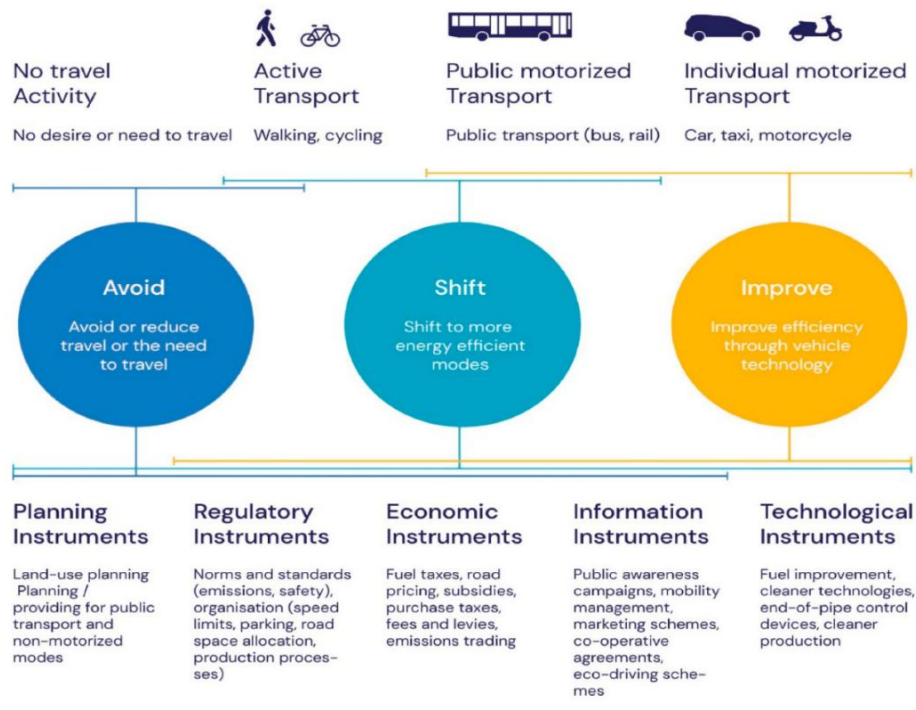 No travel
Activity
No desire or need to travel
Active
Transport
Walking, cycling
Public motorized
Transport
Public transport (bus, rail)
Individual motorized
Transport
Car, taxi, motorcycle
Avoid
Avoid or reduce
travel or the need
to travel
Shift
Shift to more
energy efficient
modes
Improve
Improve efficiency
through vehicle
technology
Planning
Instruments
Land-use planning
Planning /
providing for public
transport and
non-motorized
modes
Regulatory
Instruments
Norms and standards
(emissions, safety),
organisation (speed
limits, parking, road
space allocation,
production proces-
ses)
Economic
Instruments
Fuel taxes, road
pricing, subsidies,
purchase taxes,
fees and levies,
emissions trading
Information
Instruments
Public awareness
campaigns, mobility
management,
marketing schemes,
co-operative
agreements,
eco-driving sche-
mes
Technological
Instruments
Fuel improvement,
cleaner technologies,
end-of-pipe control
devices, cleaner
production